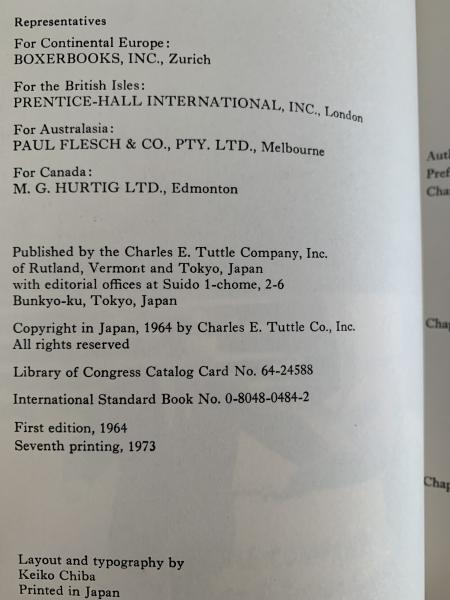 Representatives
For Continental Europe:
BOXERBOOKS, INC., Zurich
For the British Isles:
PRENTICE-HALL INTERNATIONAL, INC., London
For Australasia:
PAUL FLESCH & CO., PTY. LTD., Melbourne
For Canada:
M. G. HURTIG LTD., Edmonton
Published by the Charles E. Tuttle Company, Inc.
of Rutland, Vermont and Tokyo, Japan
with editorial offices at Suido 1-chome, 2-6
Bunkyo-ku, Tokyo, Japan
Copyright in Japan, 1964 by Charles E. Tuttle Co., Inc.
All rights reserved
Library of Congress Catalog Card No. 64-24588
International Standard Book No. 0-8048-0484-2
First edition, 1964
Seventh printing, 1973
Layout and typography by
Keiko Chiba
Printed in Japan